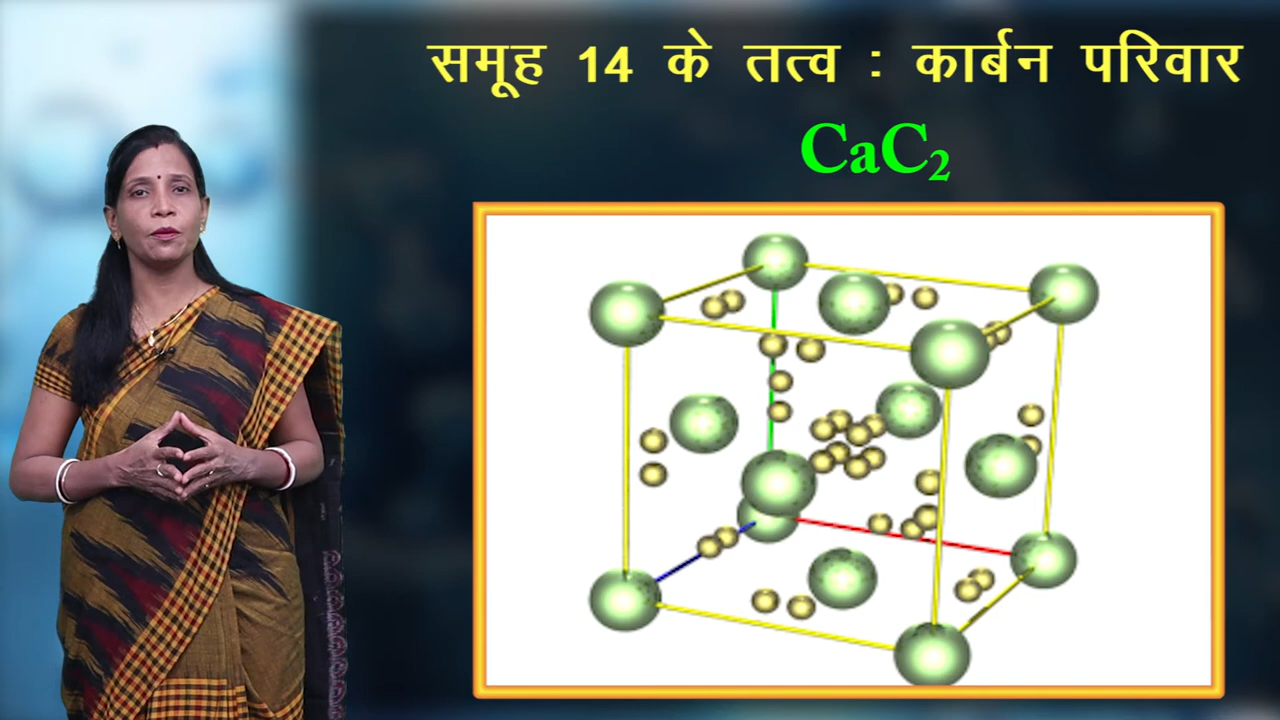 समूह 14 के तत्व : कार्बन परिवार
CaC₂